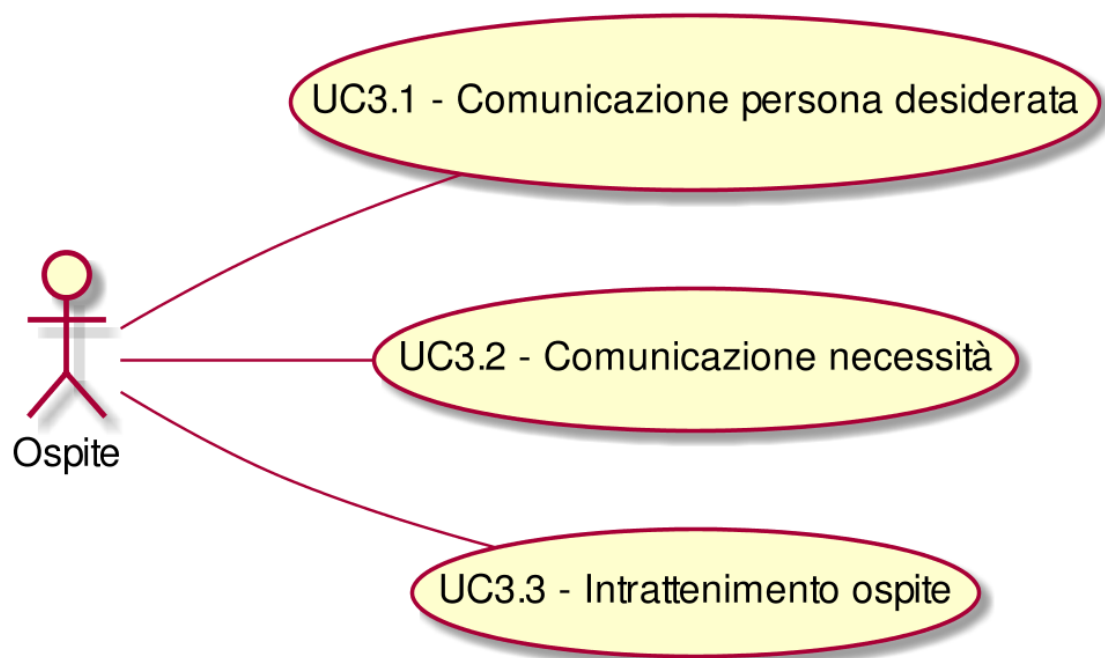 UC3.1 - Comunicazione persona desiderata
UC3.2 - Comunicazione necessità
Ospite
UC3.3 - Intrattenimento ospite